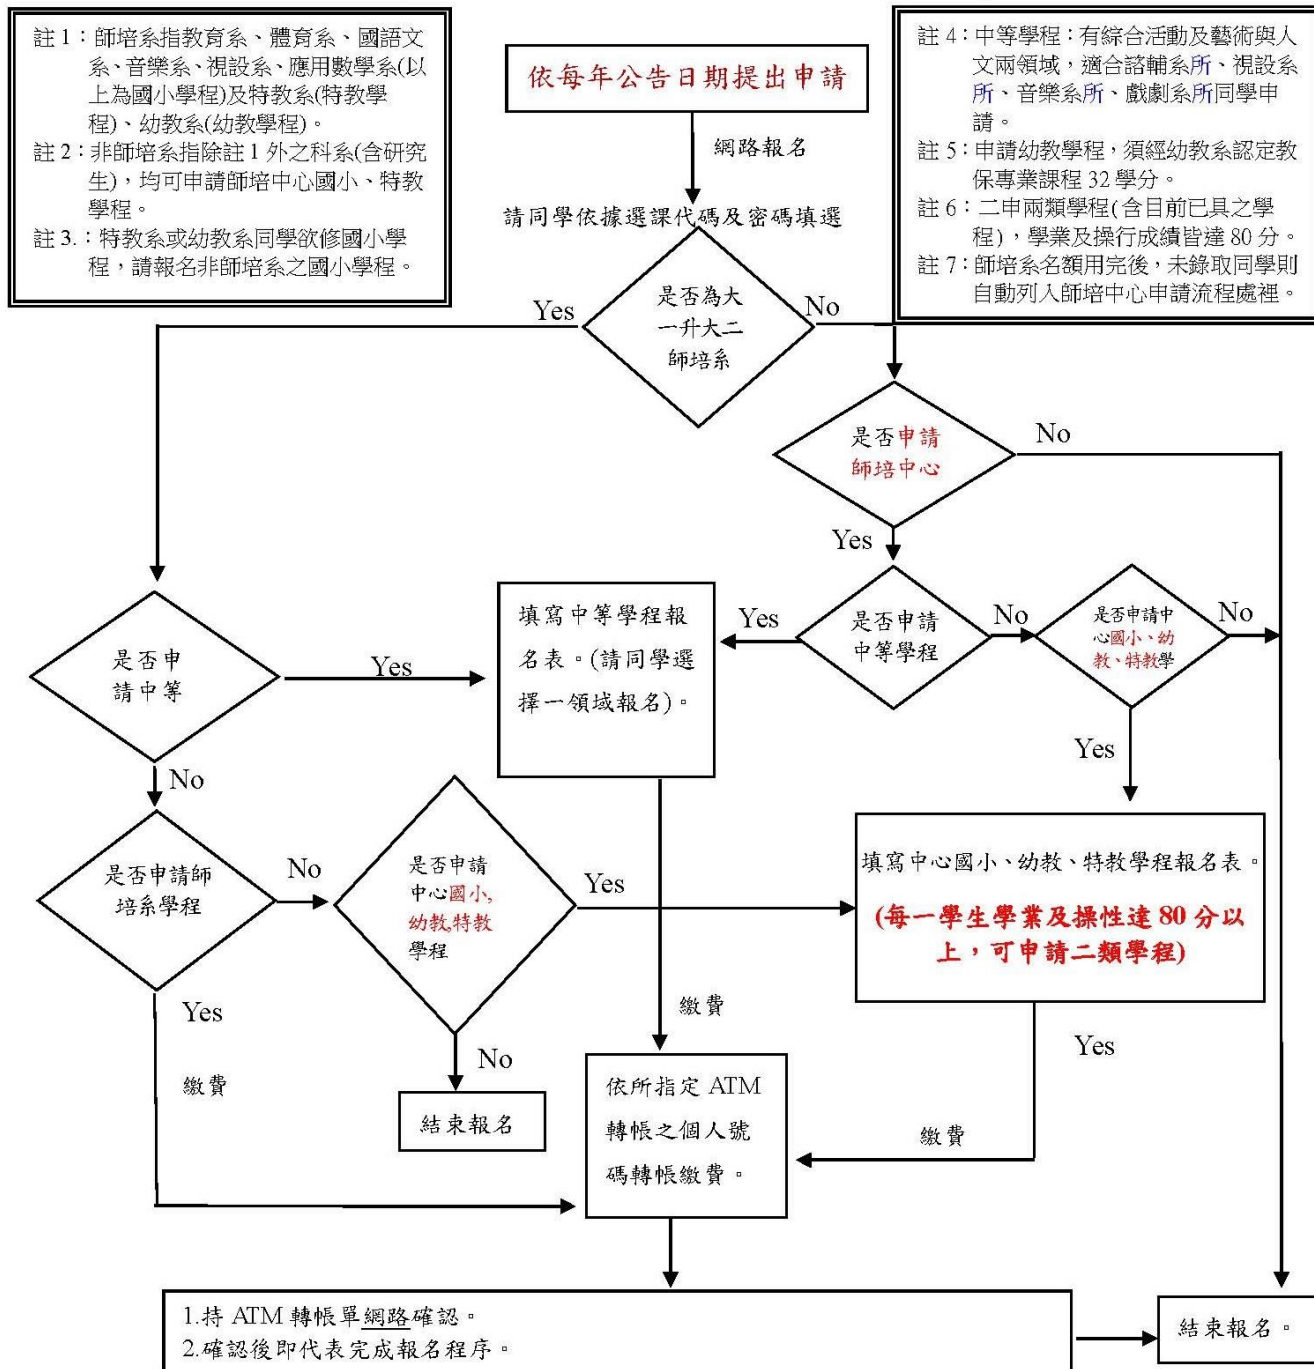 註 1：師培系指教育系、體育系、國語文
系、音樂系、視設系、應用數學系(以
上為國小學程)及特教系(特教學
程)、幼教系(幼教學程)。
註 2：非師培系指除註 1 外之科系(含研究
生)，均可申請師培中心國小、特教
學程。
註 3.：特教系或幼教系同學欲修國小學
程，請報名非師培系之國小學程。
依每年公告日期提出申請
註 4：中等學程：有綜合活動及藝術與人
文兩領域，適合諮輔系所、視設系
所、音樂系所、戲劇系所同學申
請。
註 5：申請幼教學程，須經幼教系認定教
保專業課程 32 學分。
註 6：二申兩類學程(含目前已具之學
程)，學業及操行成績皆達 80 分。
註 7：師培系名額用完後，未錄取同學則
自動列入師培中心申請流程處裡。
網路報名
請同學依據選課代碼及密碼填選
是否為大
一升大二
師培系
Yes
No
是否申請
師培中心
No
Yes
是否申
請中等
Yes
No
填寫中等學程報
名表。(請同學選
擇一領域報名)。
Yes
是否申請
中等學程
No
是否申請中
心國小、幼
教、特教學
No
Yes
是否申請師
培系學程
No
Yes
繳費
是否申請
中心國小,
幼教,特教
學程
Yes
No
結束報名
填寫中心國小、幼教、特教學程報名表。
(每一學生學業及操性達 80 分以
上，可申請二類學程)
繳費
Yes
繳費
依所指定 ATM
轉帳之個人號
碼轉帳繳費。
1.持 ATM 轉帳單網路確認。
2.確認後即代表完成報名程序。
結束報名。